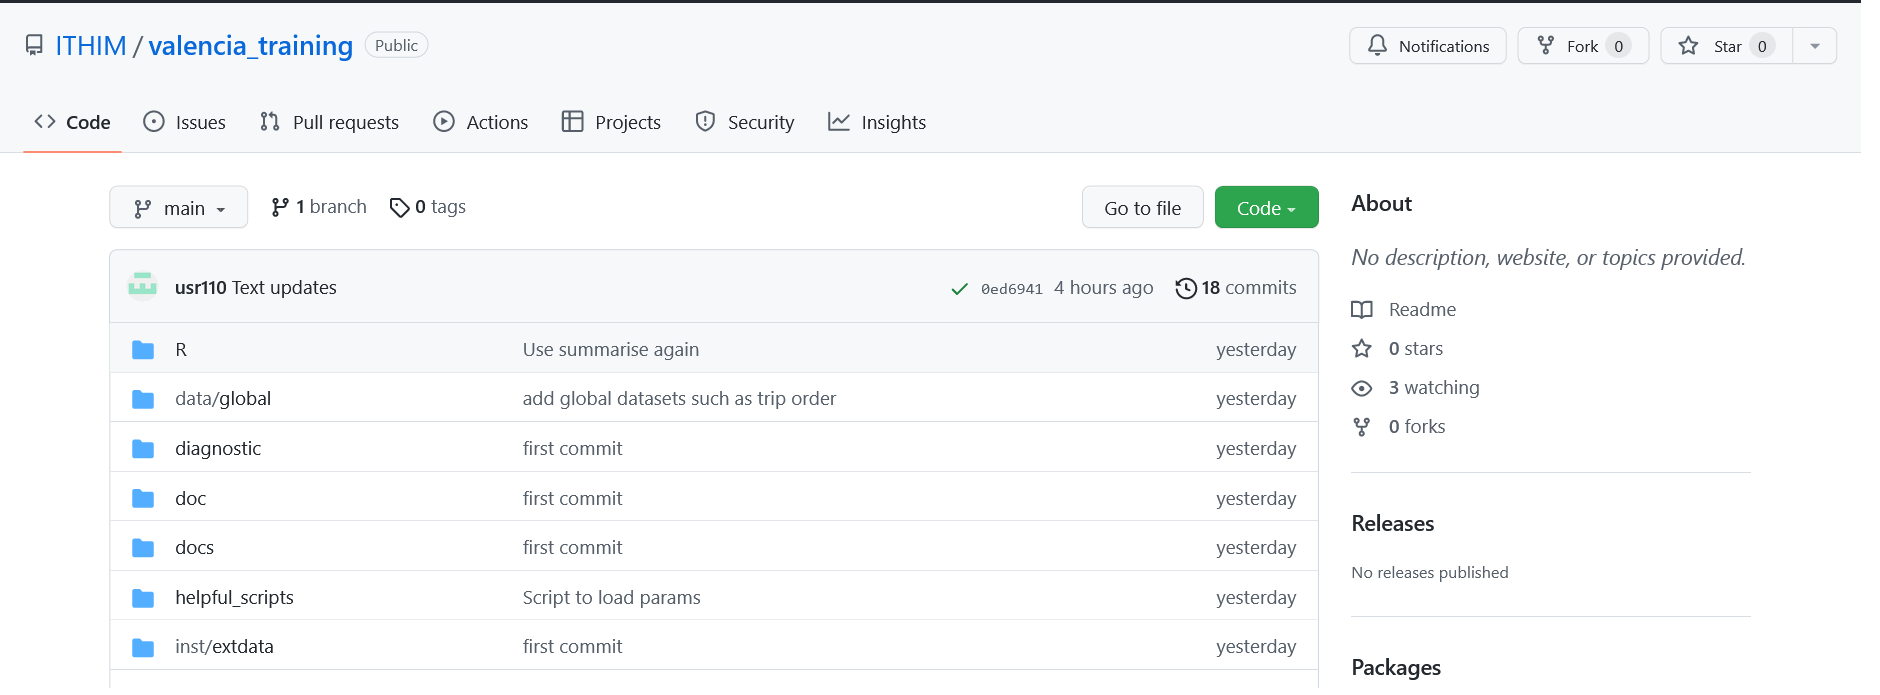 ITHIM / valencia_training Public Notifications Fork 0 Star 0
Code Issues Pull requests Actions Projects Security Insights
main 1 branch 0 tags Go to file Code
usr110 Text updates 0ed6941 4 hours ago 18 commits
R Use summarise again yesterday
data/global add global datasets such as trip order yesterday
diagnostic first commit yesterday
doc first commit yesterday
docs first commit yesterday
helpful_scripts Script to load params yesterday
inst/extdata first commit yesterday
About
No description, website, or topics provided.
Readme
0 stars
3 watching
0 forks
Releases
No releases published
Packages